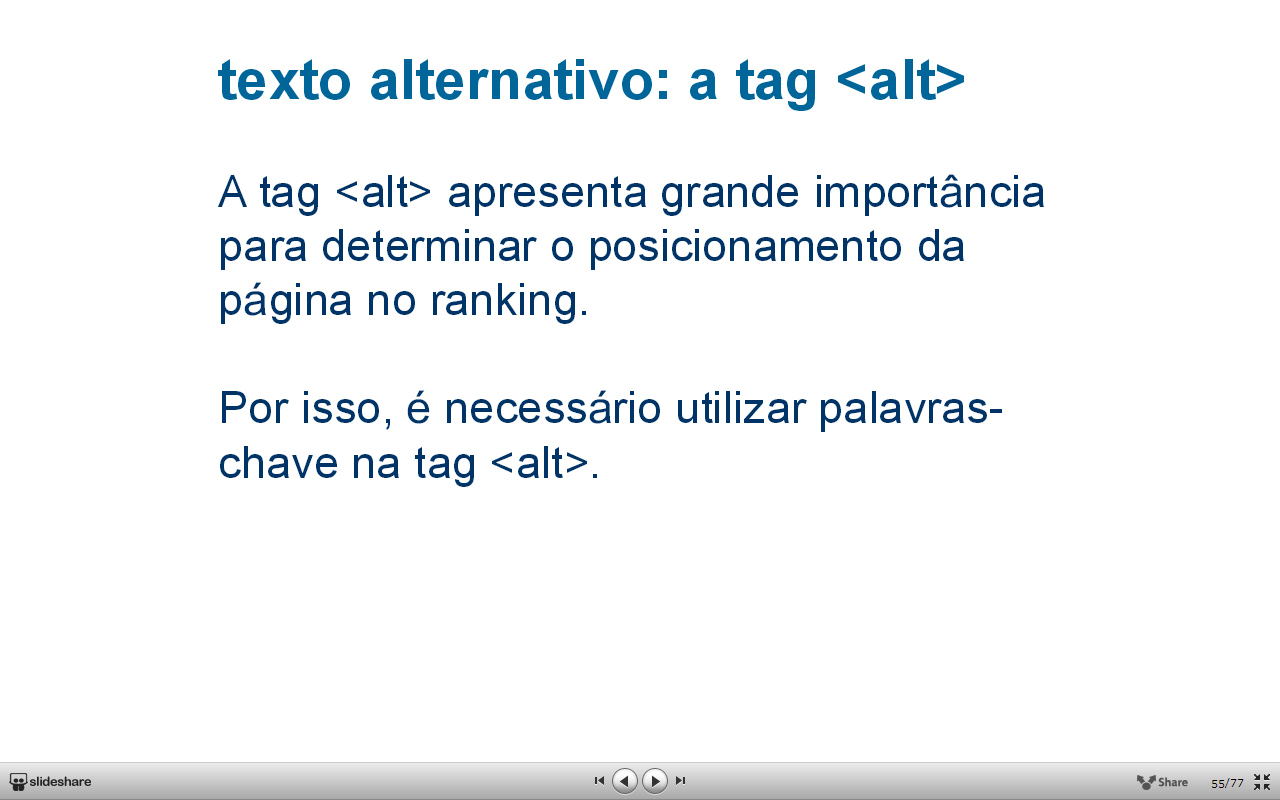 texto alternativo: a tag <alt>
A tag <alt> apresenta grande importância
para determinar o posicionamento da
página no ranking.
Por isso, é necessário utilizar palavras-
chave na tag <alt>.
slideshare
Share
55/77